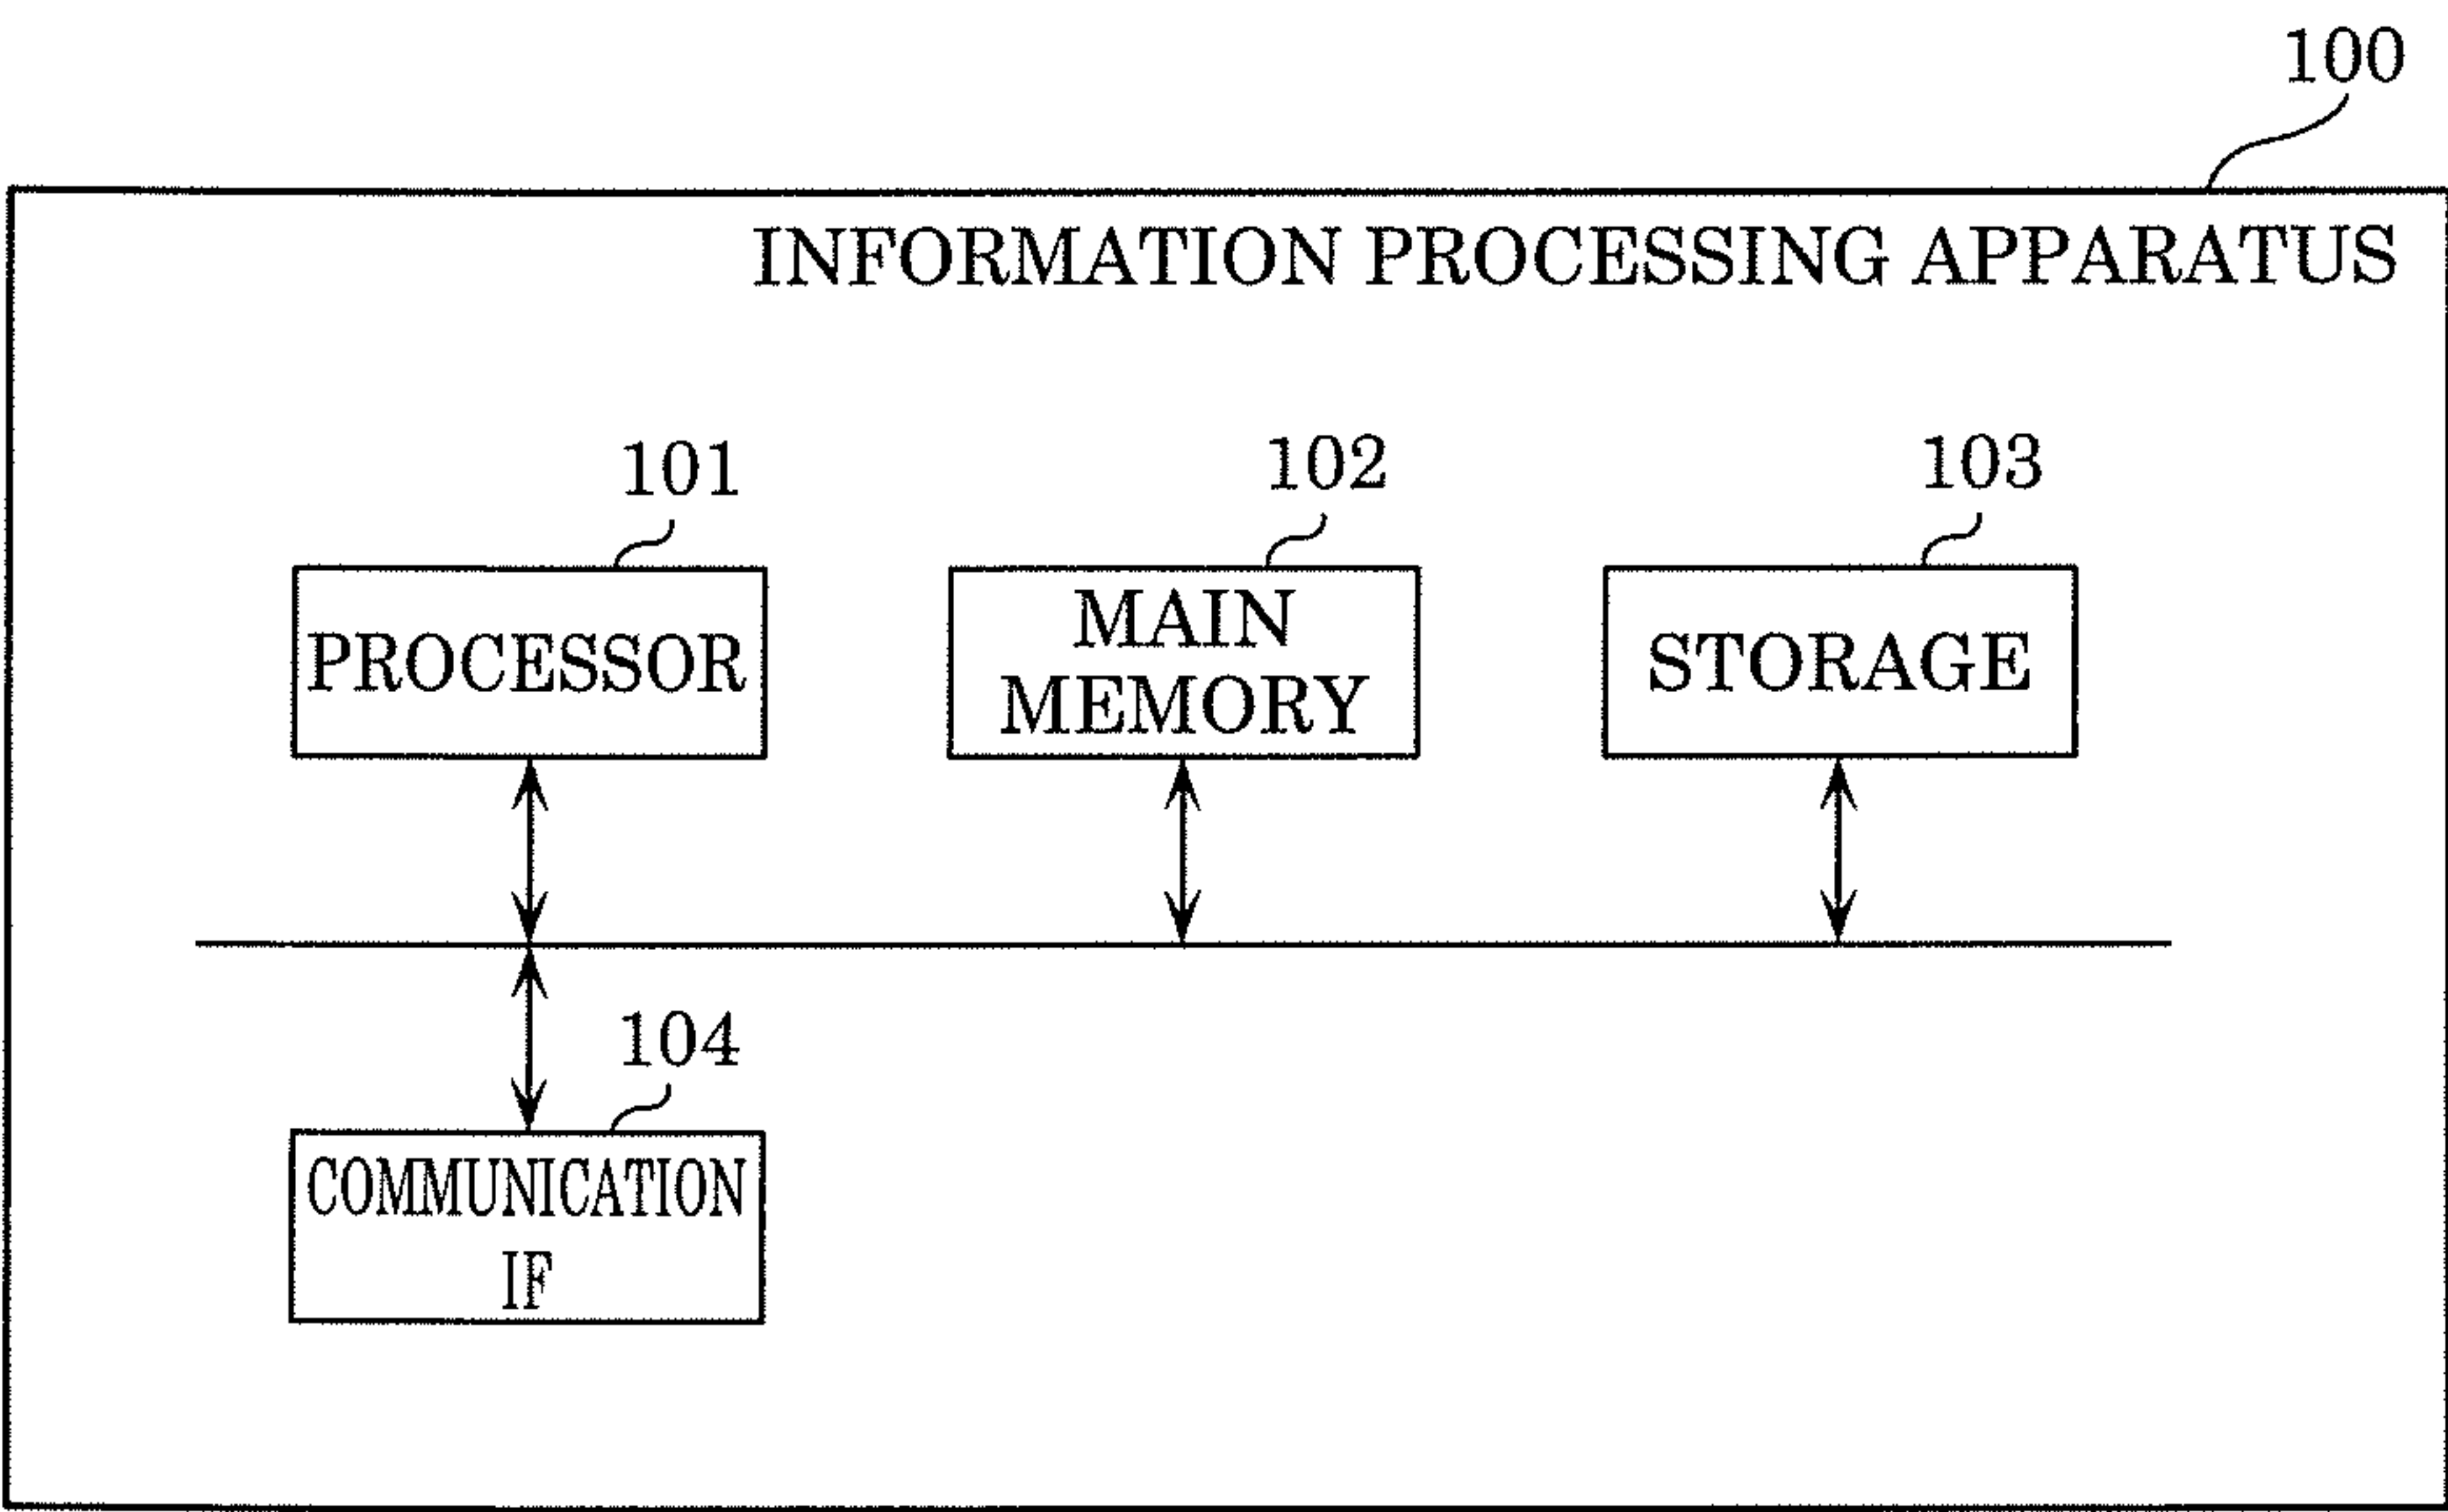 100
INFORMATION PROCESSING APPARATUS
101
102
103
PROCESSOR
MAIN
MEMORY
STORAGE
104
COMMUNICATION
IF